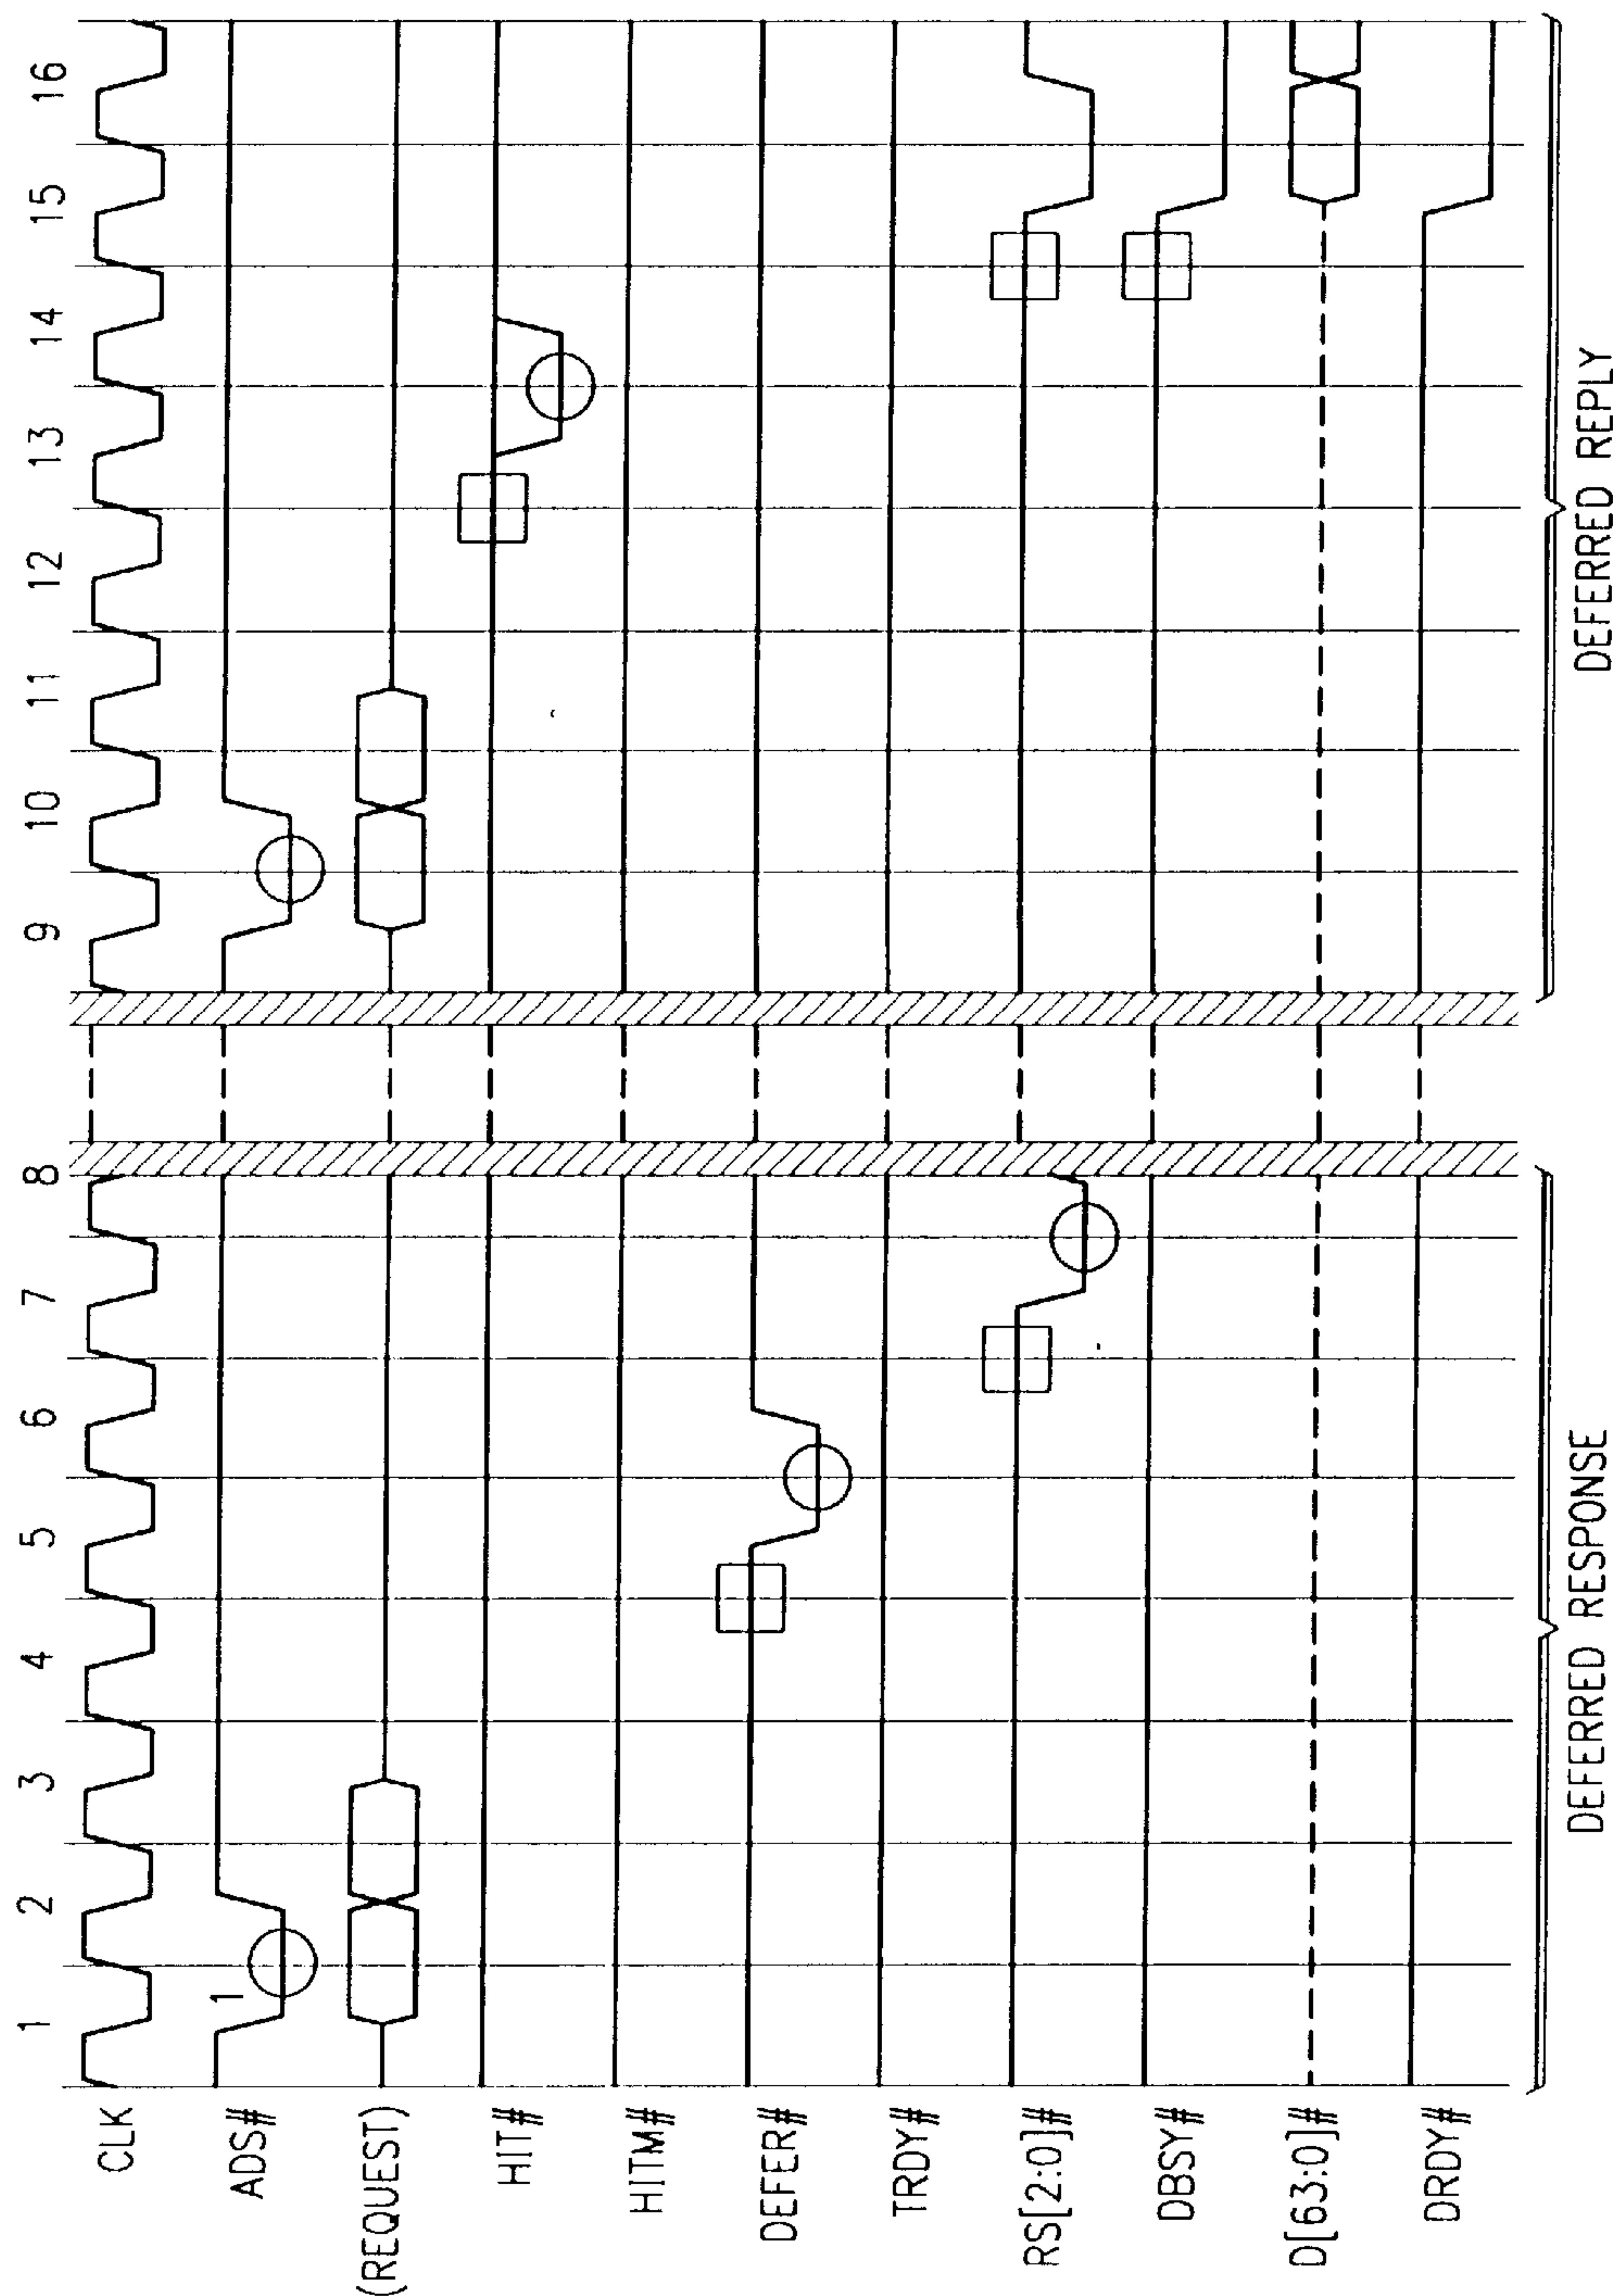 1 2 3 4 5 6 7 8 9 10 11 12 13 14 15 16
CLK
ADS#
1
(REQUEST)
HIT#
HITM#
DEFER#
TRDY#
RS[2:0]#
DBSY#
D[63:0]#
DRDY#
DEFERRED RESPONSE
DEFERRED REPLY